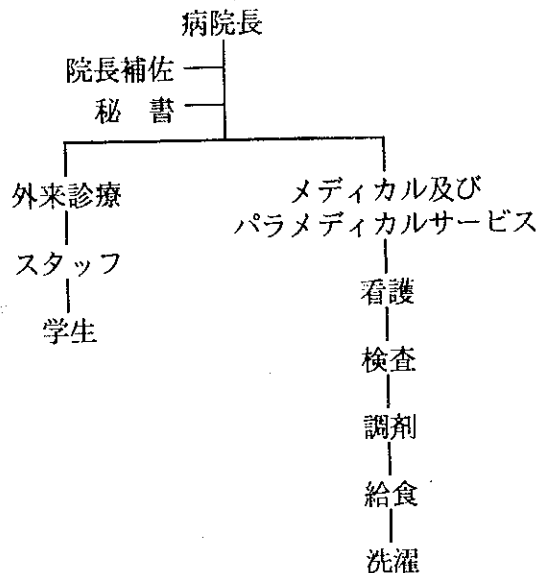 病院長
院長補佐
秘 書
外来診療
スタッフ
学生
メディカル及び
パラメディカルサービス
看護
検査
調剤
給食
洗濯